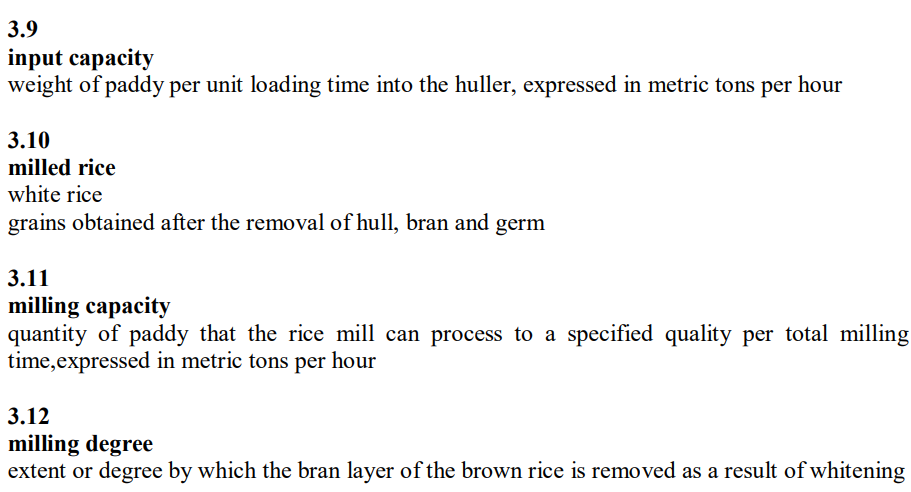 3.9
input capacity
weight of paddy per unit loading time into the huller, expressed in metric tons per hour
3.10
milled rice
white rice
grains obtained after the removal of hull, bran and germ
3.11
milling capacity
quantity of paddy that the rice mill can process to a specified quality per total milling
time,expressed in metric tons per hour
3.12
milling degree
extent or degree by which the bran layer of the brown rice is removed as a result of whitening